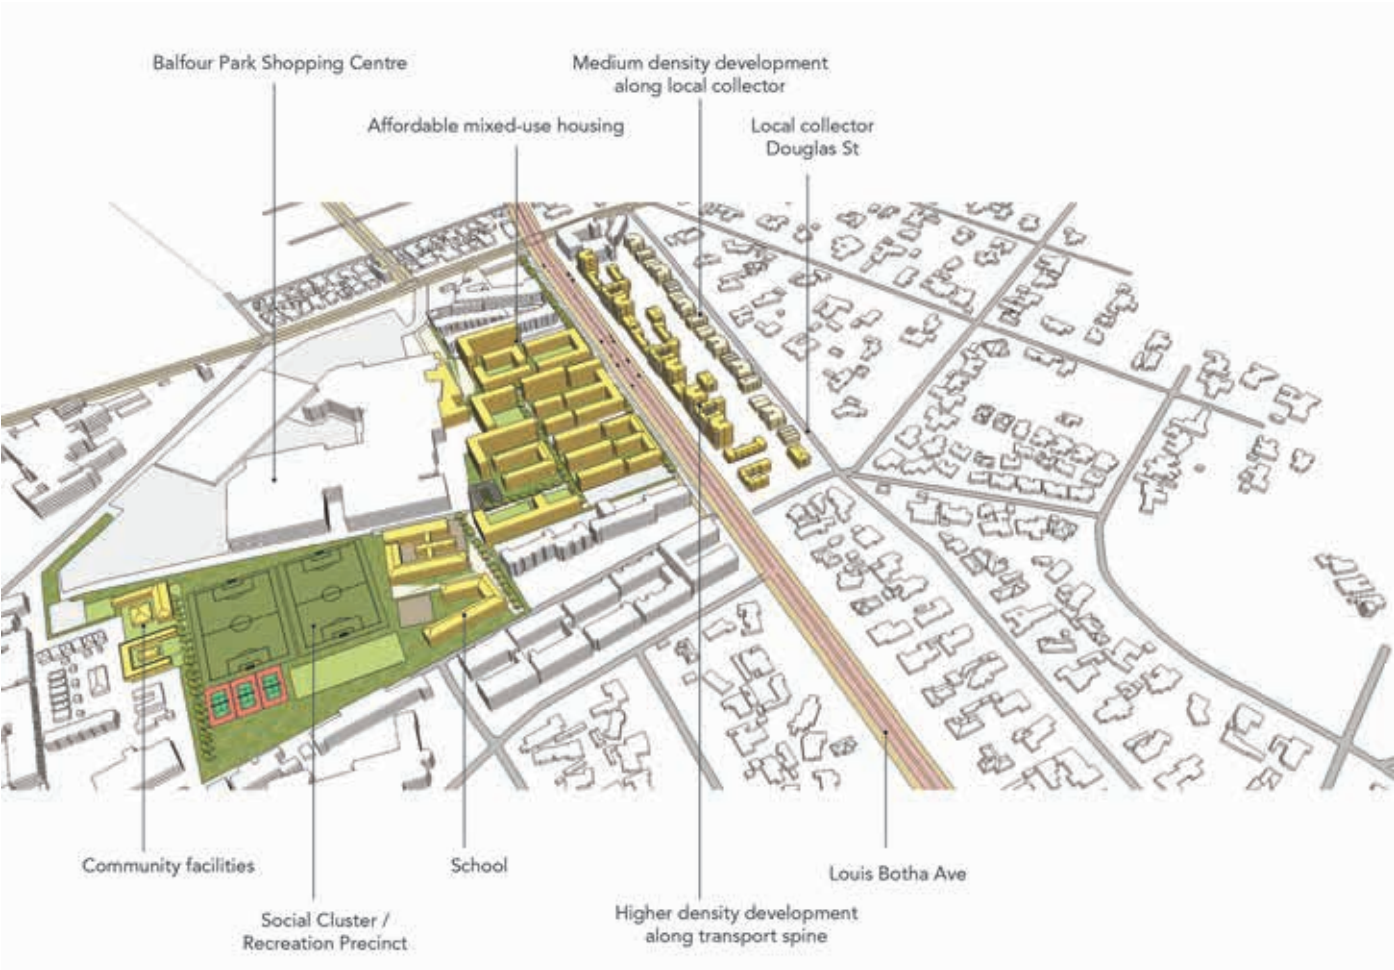 Balfour Park Shopping Centre
Medium density development
along local collector
Affordable mixed-use housing
Local collector
Douglas St
Community facilities
School
Louis Botha Ave
Social Cluster /
Recreation Precinct
Higher density development
along transport spine